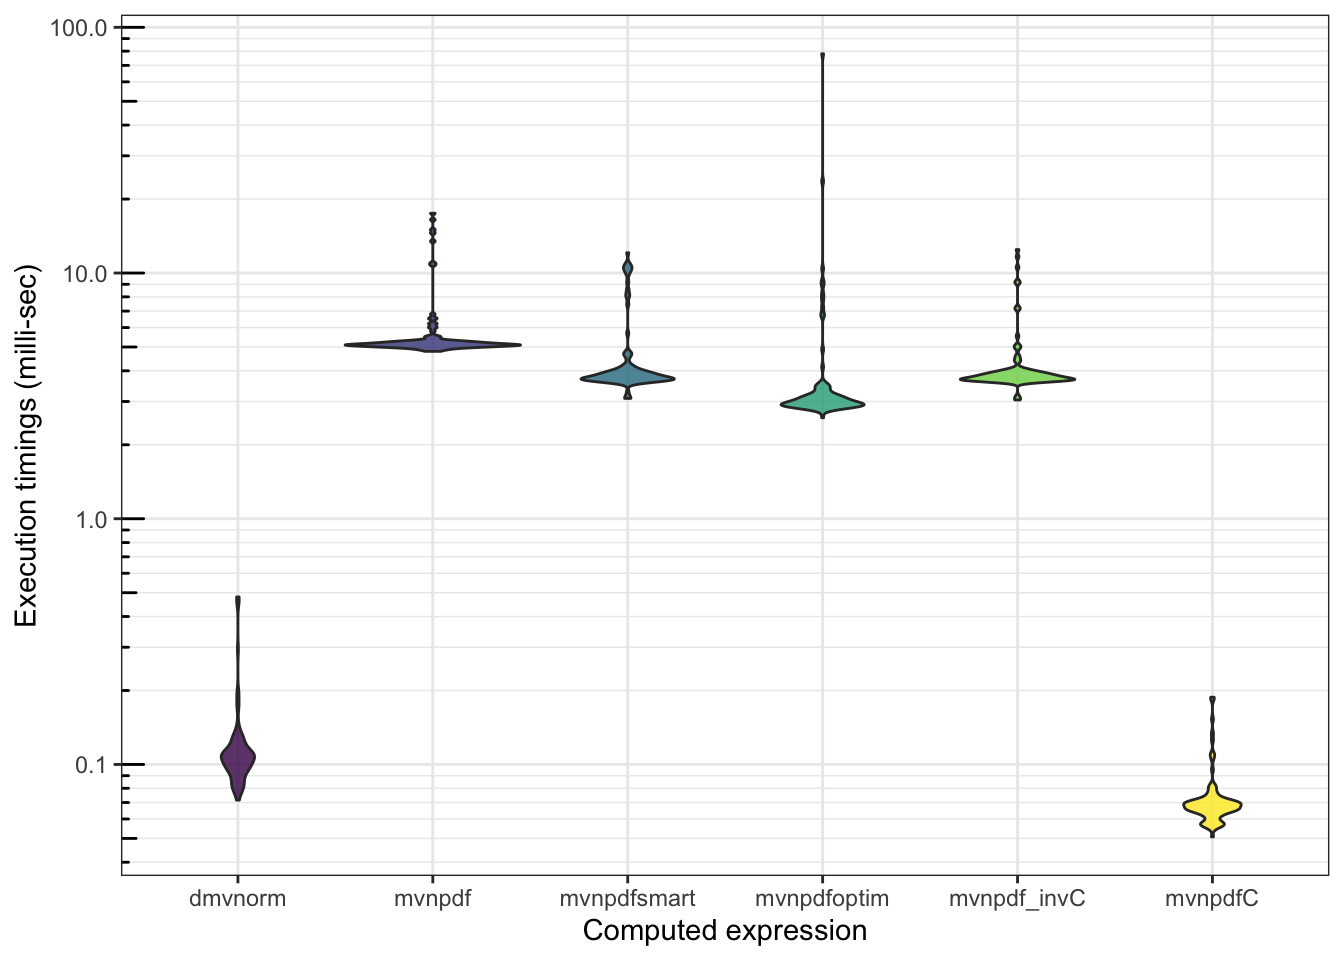 100.0
10.0
1.0
0.1
Execution timings (milli-sec)
dmvnorm mvnpdf mvnpdfsmart mvnpdfoptim mvnpdf_invC mvnpdfC
Computed expression